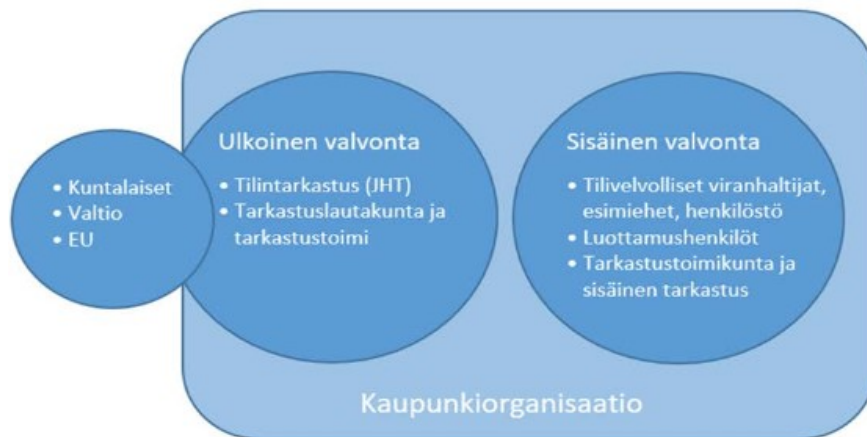 • Kuntalaiset
• Valtio
• EU
Ulkoinen valvonta
• Tilintarkastus (JHT)
• Tarkastuslautakunta ja
tarkastustoimi
Sisäinen valvonta
• Tilivelvolliset viranhaltijat,
esimiehet, henkilöstö
• Luottamushenkilöt
• Tarkastustoimikunta ja
sisäinen tarkastus
Kaupunkiorganisaatio